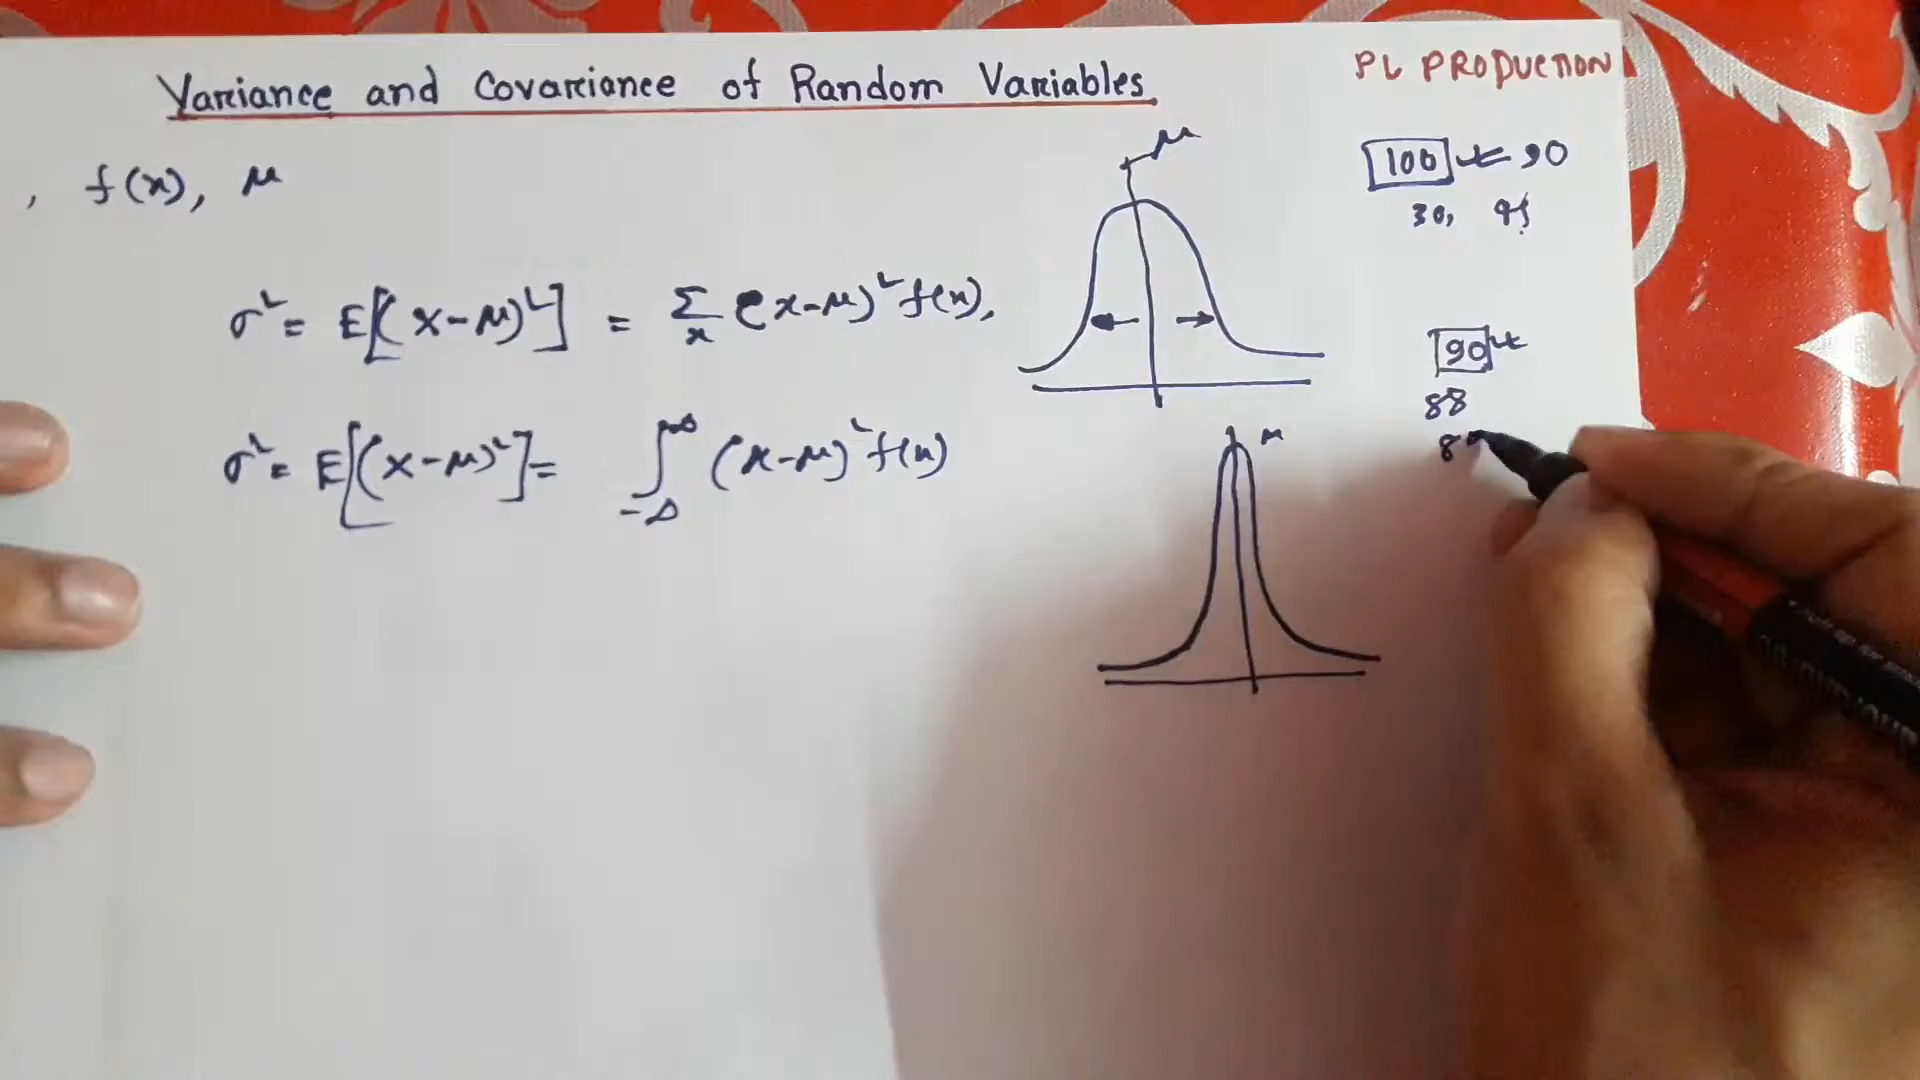 Variance and Covariance of Random Variables
PL PRODUCTION
, f(x), μ
σ² = E[(X-μ)²] = Σ (x-μ)² f(x),
x
σ² = E[(X-μ)²] = ∫ (x-μ)² f(x)
∞
-∞
μ
100 90
30, 95
90
88
μ